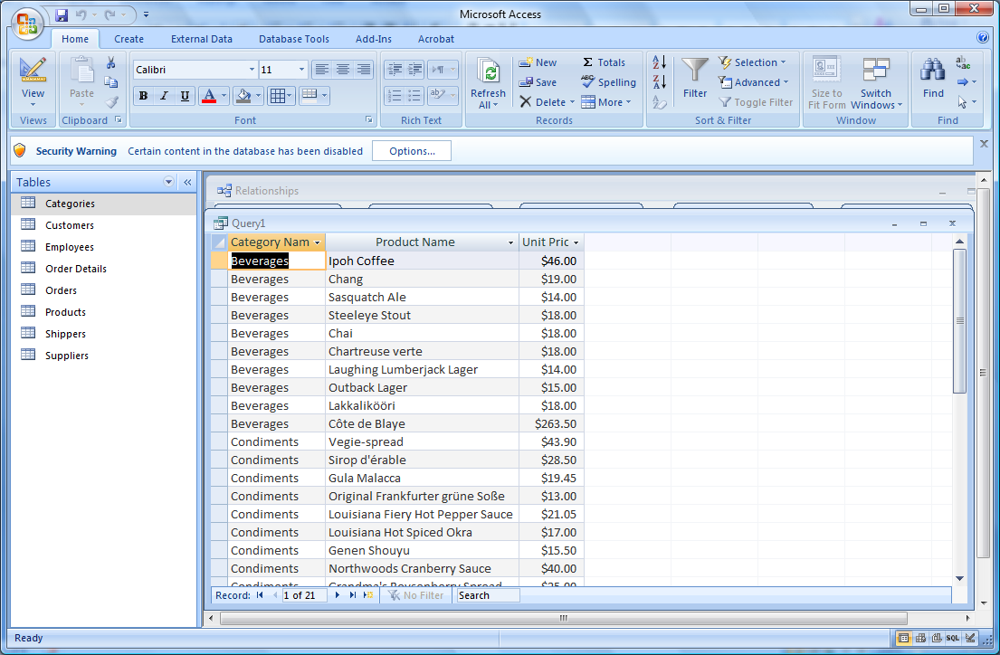 Microsoft Access
Home Create External Data Database Tools Add-Ins Acrobat
View
Views
Paste
Clipboard
Calibri 11
B I U A
Font
Rich Text
Refresh All
New
Save
Delete
Totals
Spelling
More
Records
Filter
Selection
Advanced
Toggle Filter
Sort & Filter
Size to Fit Form
Switch Windows
Window
Find
Find
Security Warning Certain content in the database has been disabled Options...
Tables
Categories
Customers
Employees
Order Details
Orders
Products
Shippers
Suppliers
Relationships
Query1
Category Nam Product Name Unit Pric
Beverages Ipoh Coffee $46.00
Beverages Chang $19.00
Beverages Sasquatch Ale $14.00
Beverages Steeleye Stout $18.00
Beverages Chai $18.00
Beverages Chartreuse verte $18.00
Beverages Laughing Lumberjack Lager $14.00
Beverages Outback Lager $15.00
Beverages Lakkalikööri $18.00
Beverages Côte de Blaye $263.50
Condiments Vegie-spread $43.90
Condiments Sirop d'érable $28.50
Condiments Gula Malacca $19.45
Condiments Original Frankfurter grüne Soße $13.00
Condiments Louisiana Fiery Hot Pepper Sauce $21.05
Condiments Louisiana Hot Spiced Okra $17.00
Condiments Genen Shouyu $15.50
Condiments Northwoods Cranberry Sauce $40.00
Condiments Grandma's Boysenberry Spread $25.00
Record: 1 of 21 No Filter Search
Ready SQL